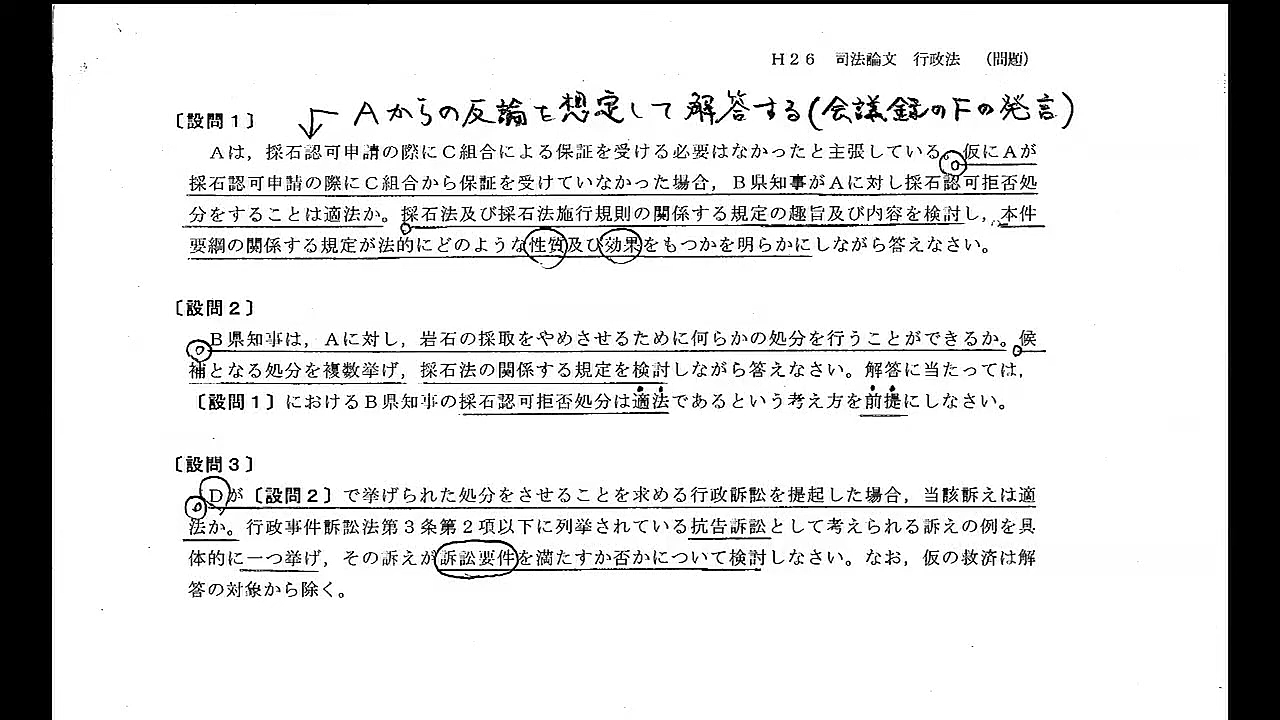 Ｈ２６　司法論文　行政法　（問題）
Aからの反論を想定して解答する(会議録のFの発言)
〔設問１〕
Ａは，採石認可申請の際にＣ組合による保証を受ける必要はなかったと主張している。仮にＡが
採石認可申請の際にＣ組合から保証を受けていなかった場合，Ｂ県知事がＡに対し採石認可拒否処
分をすることは適法か。採石法及び採石法施行規則の関係する規定の趣旨及び内容を検討し，本件
要綱の関係する規定が法的にどのような性質及び効果をもつかを明らかにしながら答えなさい。
〔設問２〕
Ｂ県知事は，Ａに対し，岩石の採取をやめさせるために何らかの処分を行うことができるか。候
補となる処分を複数挙げ，採石法の関係する規定を検討しながら答えなさい。解答に当たっては，
〔設問１〕におけるＢ県知事の採石認可拒否処分は適法であるという考え方を前提にしなさい。
〔設問３〕
Ｄが〔設問２〕で挙げられた処分をさせることを求める行政訴訟を提起した場合，当該訴えは適
法か。行政事件訴訟法第３条第２項以下に列挙されている抗告訴訟として考えられる訴えの例を具
体的に一つ挙げ，その訴えが訴訟要件を満たすか否かについて検討しなさい。なお，仮の救済は解
答の対象から除く。